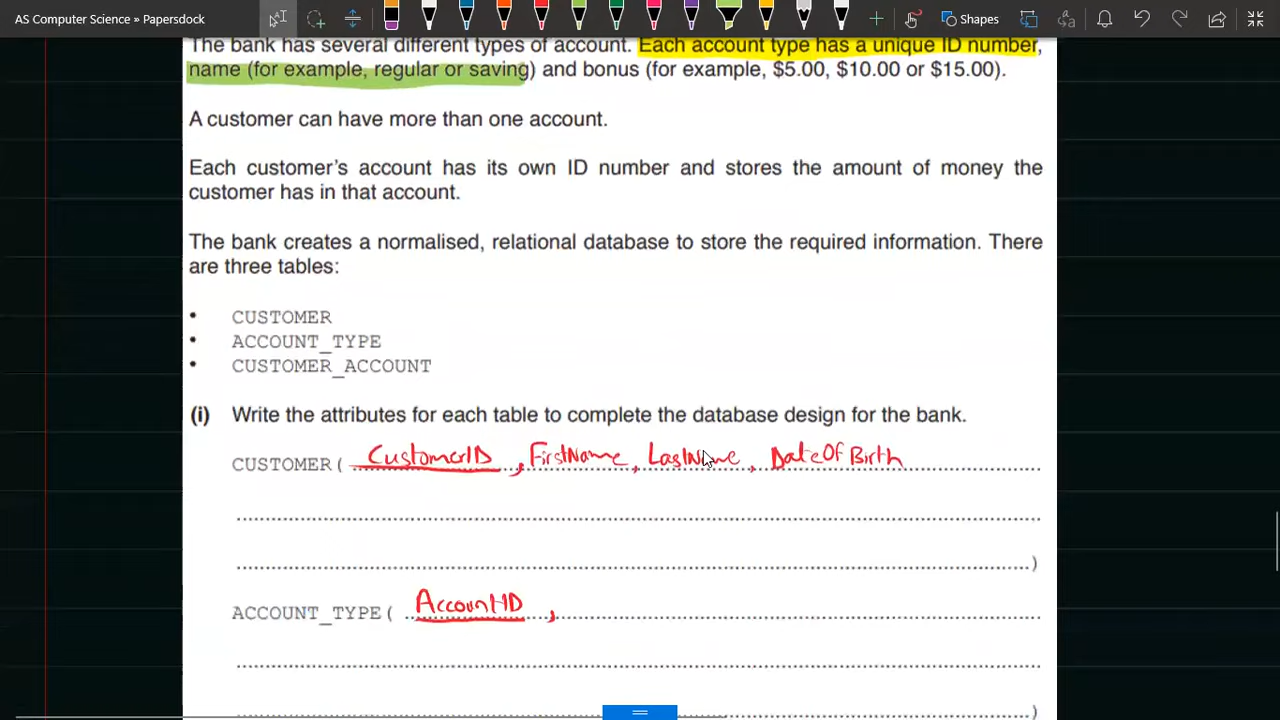 AS Computer Science » Papersdock
Shapes
The bank has several different types of account. Each account type has a unique ID number,
name (for example, regular or saving) and bonus (for example, $5.00, $10.00 or $15.00).
A customer can have more than one account.
Each customer's account has its own ID number and stores the amount of money the
customer has in that account.
The bank creates a normalised, relational database to store the required information. There
are three tables:
• CUSTOMER
• ACCOUNT_TYPE
• CUSTOMER_ACCOUNT
(i) Write the attributes for each table to complete the database design for the bank.
CUSTOMER( CustomerID , FirstName , LastName , DateOfBirth
)
ACCOUNT_TYPE( AccountID ,
)